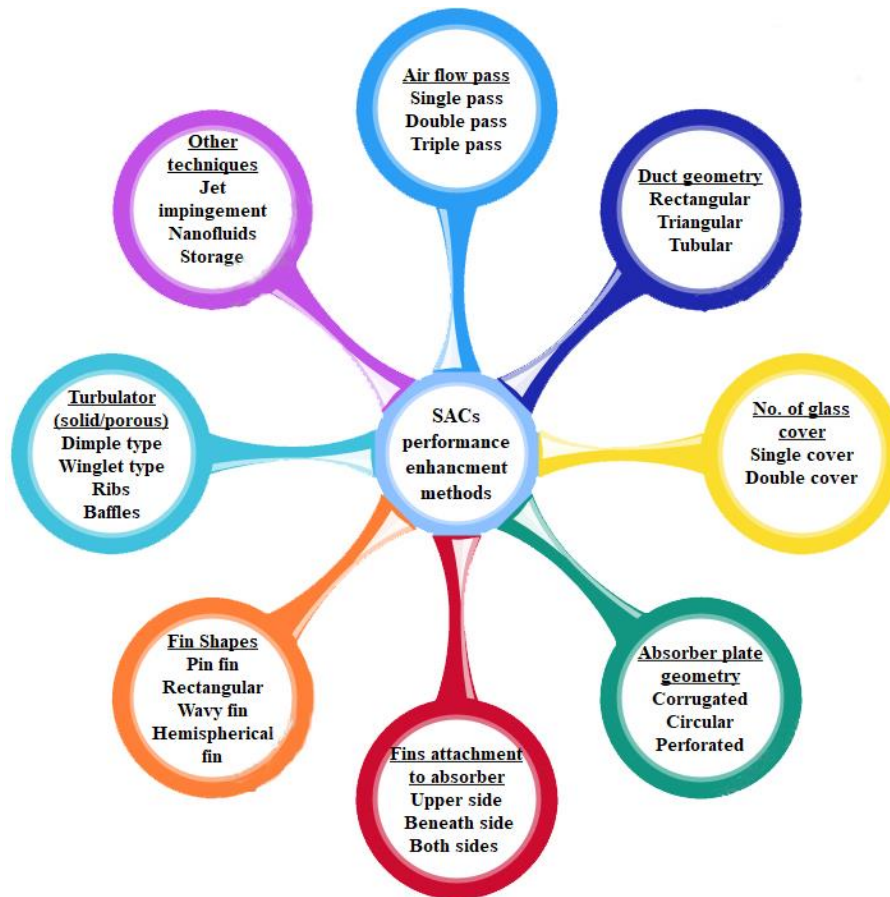 Air flow pass
Single pass
Double pass
Triple pass
Duct geometry
Rectangular
Triangular
Tubular
No. of glass
cover
Single cover
Double cover
Absorber plate
geometry
Corrugated
Circular
Perforated
Fins attachment
to absorber
Upper side
Beneath side
Both sides
Fin Shapes
Pin fin
Rectangular
Wavy fin
Hemispherical
fin
Turbulator
(solid/porous)
Dimple type
Winglet type
Ribs
Baffles
Other
techniques
Jet
impingement
Nanofluids
Storage
SACs
performance
enhancment
methods